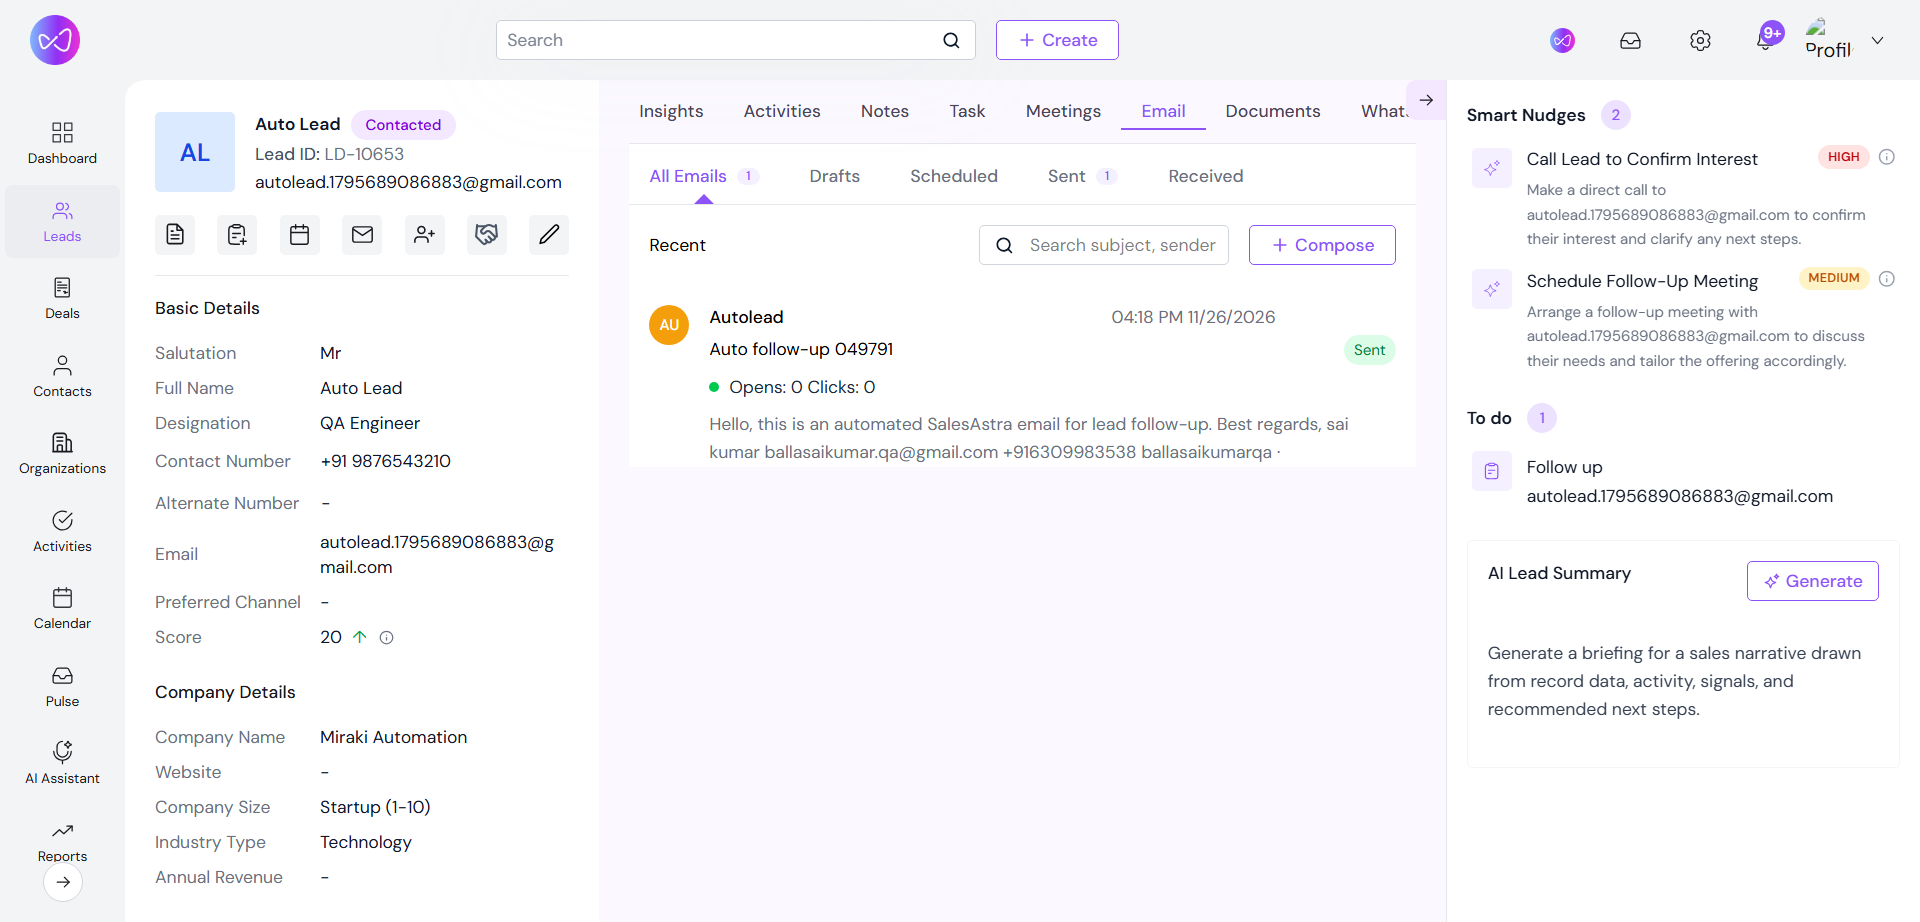 Search
+ Create
9+
Profil
Dashboard
Leads
Deals
Contacts
Organizations
Activities
Calendar
Pulse
AI Assistant
Reports
AL
Auto Lead Contacted
Lead ID: LD-10653
autolead.1795689086883@gmail.com
Basic Details
Salutation Mr
Full Name Auto Lead
Designation QA Engineer
Contact Number +91 9876543210
Alternate Number -
Email autolead.1795689086883@g
mail.com
Preferred Channel -
Score 20
Company Details
Company Name Miraki Automation
Website -
Company Size Startup (1-10)
Industry Type Technology
Annual Revenue -
Insights Activities Notes Task Meetings Email Documents What
All Emails 1 Drafts Scheduled Sent 1 Received
Recent Search subject, sender + Compose
AU
Autolead 04:18 PM 11/26/2026
Auto follow-up 049791 Sent
Opens: 0 Clicks: 0
Hello, this is an automated SalesAstra email for lead follow-up. Best regards, sai
kumar ballasaikumar.qa@gmail.com +916309983538 ballasaikumarqa ·
Smart Nudges 2
Call Lead to Confirm Interest HIGH
Make a direct call to
autolead.1795689086883@gmail.com to confirm
their interest and clarify any next steps.
Schedule Follow-Up Meeting MEDIUM
Arrange a follow-up meeting with
autolead.1795689086883@gmail.com to discuss
their needs and tailor the offering accordingly.
To do 1
Follow up
autolead.1795689086883@gmail.com
AI Lead Summary Generate
Generate a briefing for a sales narrative drawn
from record data, activity, signals, and
recommended next steps.